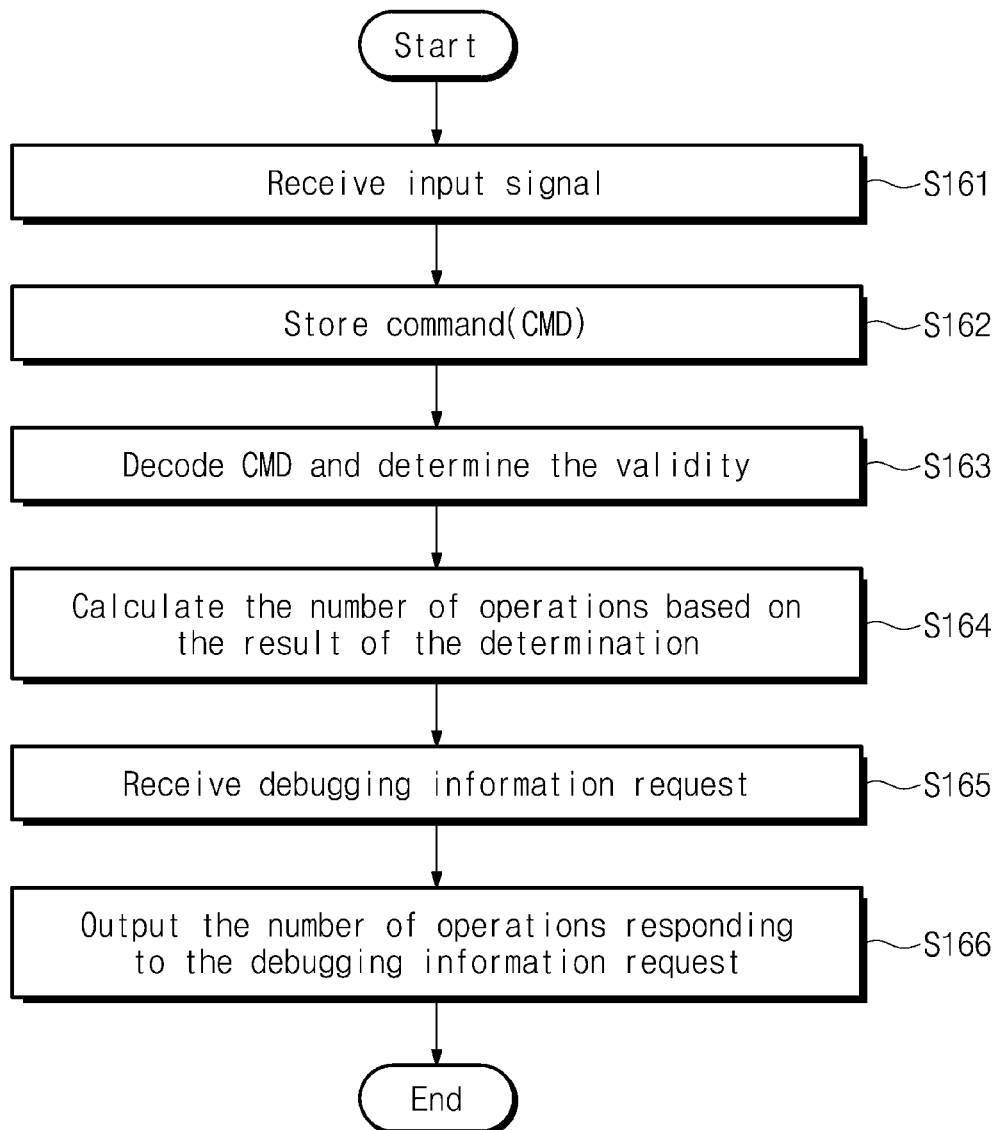 Start
Receive input signal
S161
Store command(CMD)
S162
Decode CMD and determine the validity
S163
Calculate the number of operations based on
the result of the determination
S164
Receive debugging information request
S165
Output the number of operations responding
to the debugging information request
S166
End